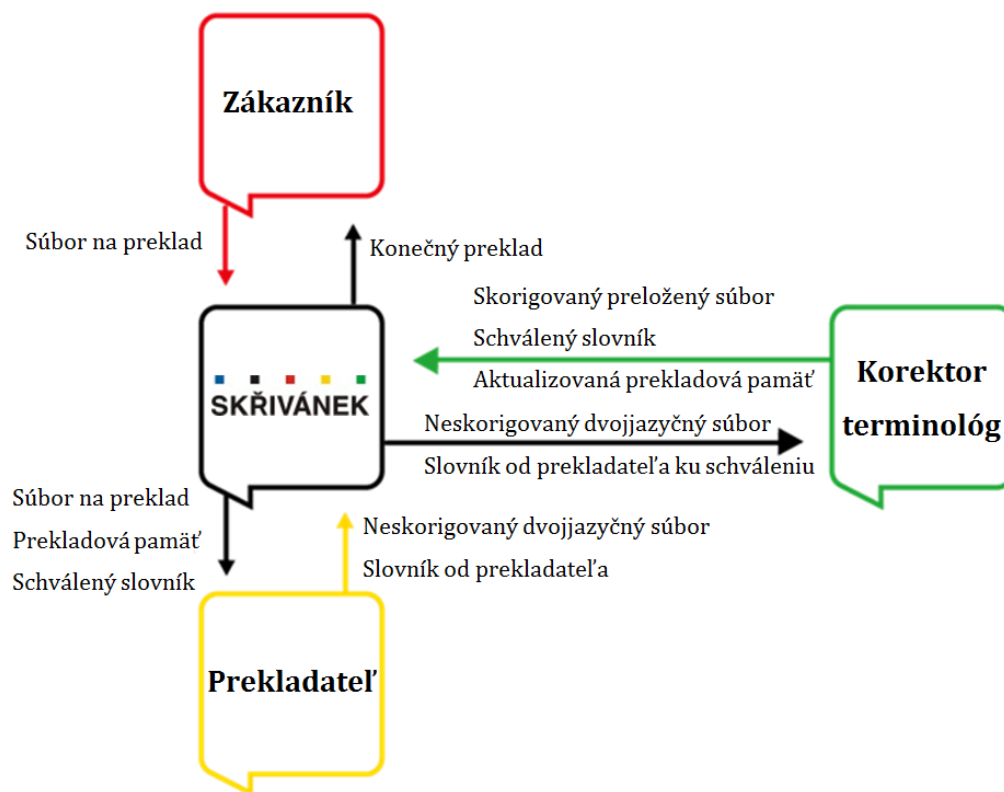 Zákazník
Súbor na preklad
Konečný preklad
Skorigovaný preložený súbor
Schválený slovník
Aktualizovaná prekladová pamäť
Korektor
terminológ
SKŘIVÁNEK
Neskorigovaný dvojjazyčný súbor
Slovník od prekladateľa ku schváleniu
Súbor na preklad
Prekladová pamäť
Schválený slovník
Neskorigovaný dvojjazyčný súbor
Slovník od prekladateľa
Prekladateľ